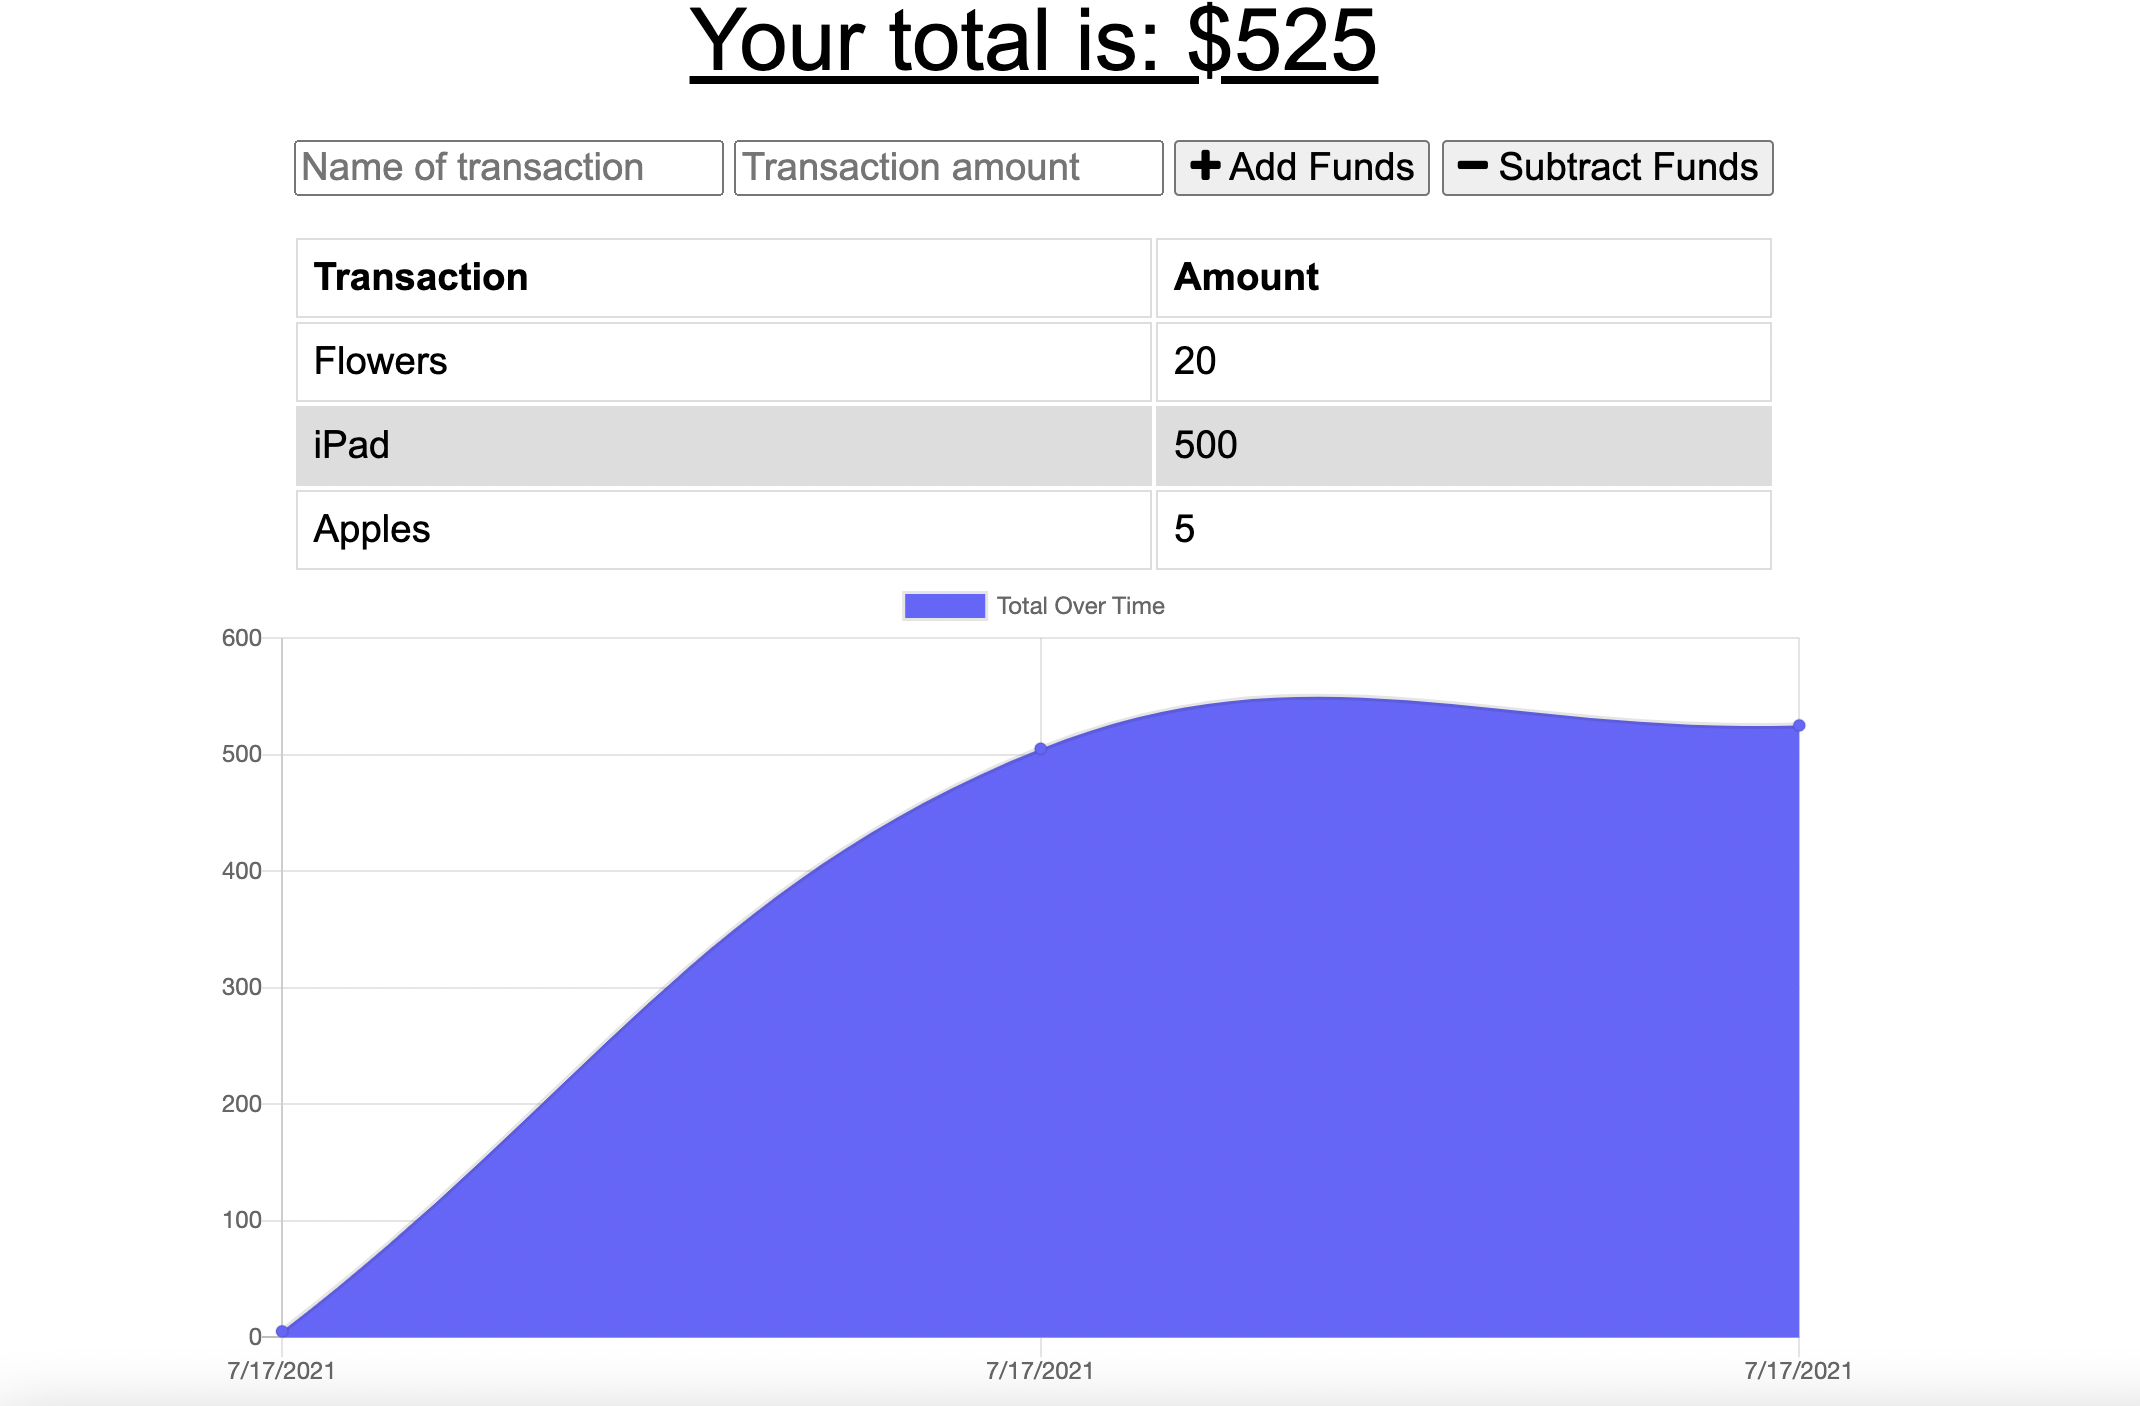 Your total is: $525
Name of transaction Transaction amount + Add Funds − Subtract Funds
Transaction Amount
Flowers 20
iPad 500
Apples 5
Total Over Time
600
500
400
300
200
100
0
7/17/2021 7/17/2021 7/17/2021